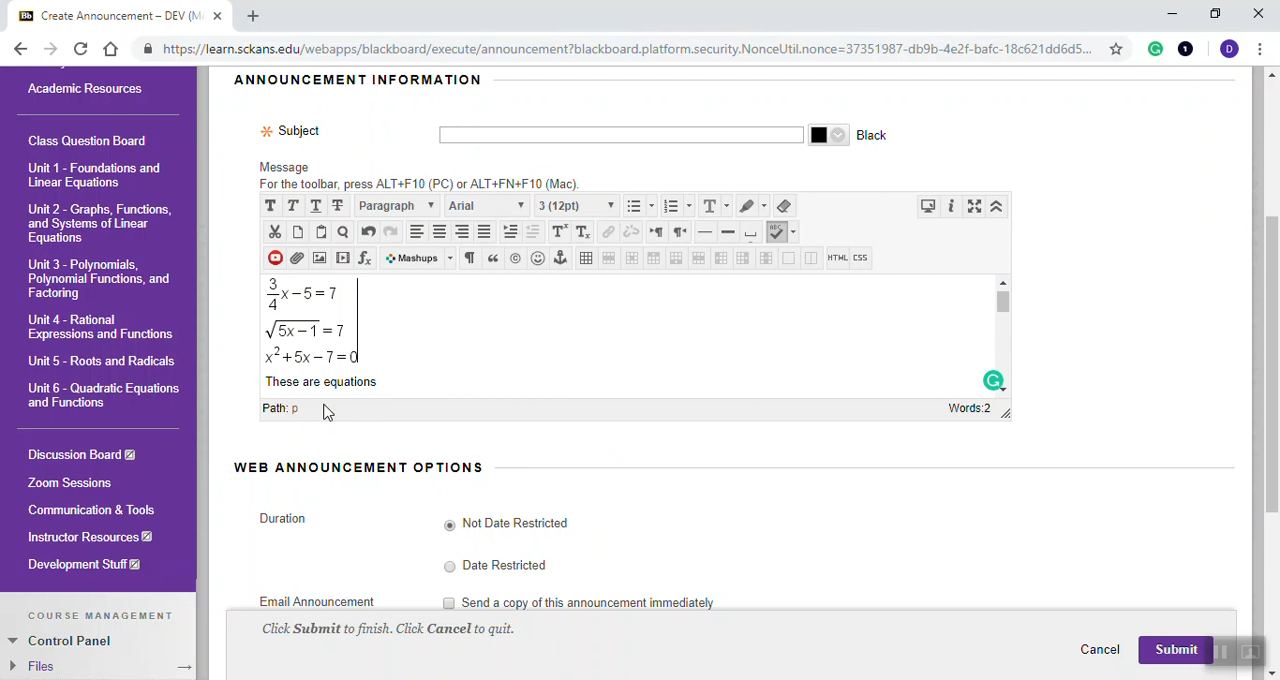 Create Announcement – DEV (M
https://learn.sckans.edu/webapps/blackboard/execute/announcement?blackboard.platform.security.NonceUtil.nonce=37351987-db9b-4e2f-bafc-18c621dd6d5...
Academic Resources
Class Question Board
Unit 1 - Foundations and
Linear Equations
Unit 2 - Graphs, Functions,
and Systems of Linear
Equations
Unit 3 - Polynomials,
Polynomial Functions, and
Factoring
Unit 4 - Rational
Expressions and Functions
Unit 5 - Roots and Radicals
Unit 6 - Quadratic Equations
and Functions
Discussion Board
Zoom Sessions
Communication & Tools
Instructor Resources
Development Stuff
COURSE MANAGEMENT
Control Panel
Files
ANNOUNCEMENT INFORMATION
Subject
Black
Message
For the toolbar, press ALT+F10 (PC) or ALT+FN+F10 (Mac).
Paragraph Arial 3 (12pt)
Mashups HTML CSS
3/4 x − 5 = 7
√(5x − 1) = 7
x² + 5x − 7 = 0
These are equations
Path: p Words:2
WEB ANNOUNCEMENT OPTIONS
Duration
Not Date Restricted
Date Restricted
Email Announcement
Send a copy of this announcement immediately
Click Submit to finish. Click Cancel to quit.
Cancel Submit